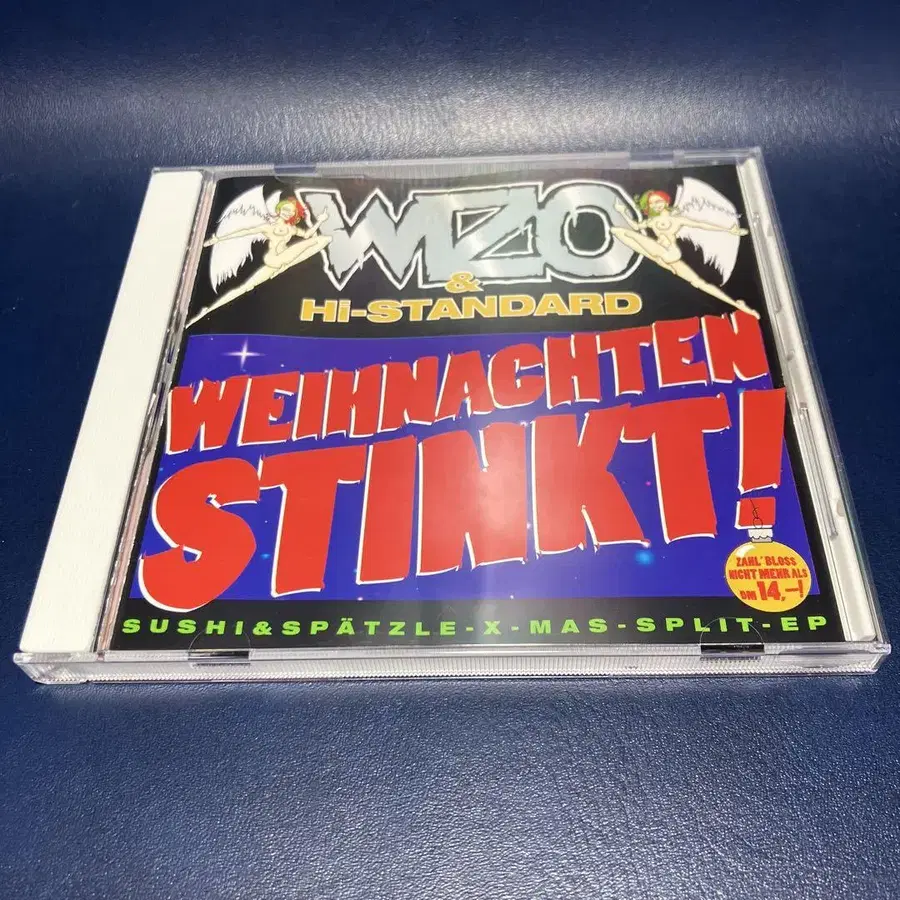 WIZO
&
Hi-STANDARD
WEIHNACHTEN
STINKT!
ZAHL' BLOSS
NICHT MEHR ALS
DM 14,-!
SUSHI&SPÄTZLE-X-MAS-SPLIT-EP